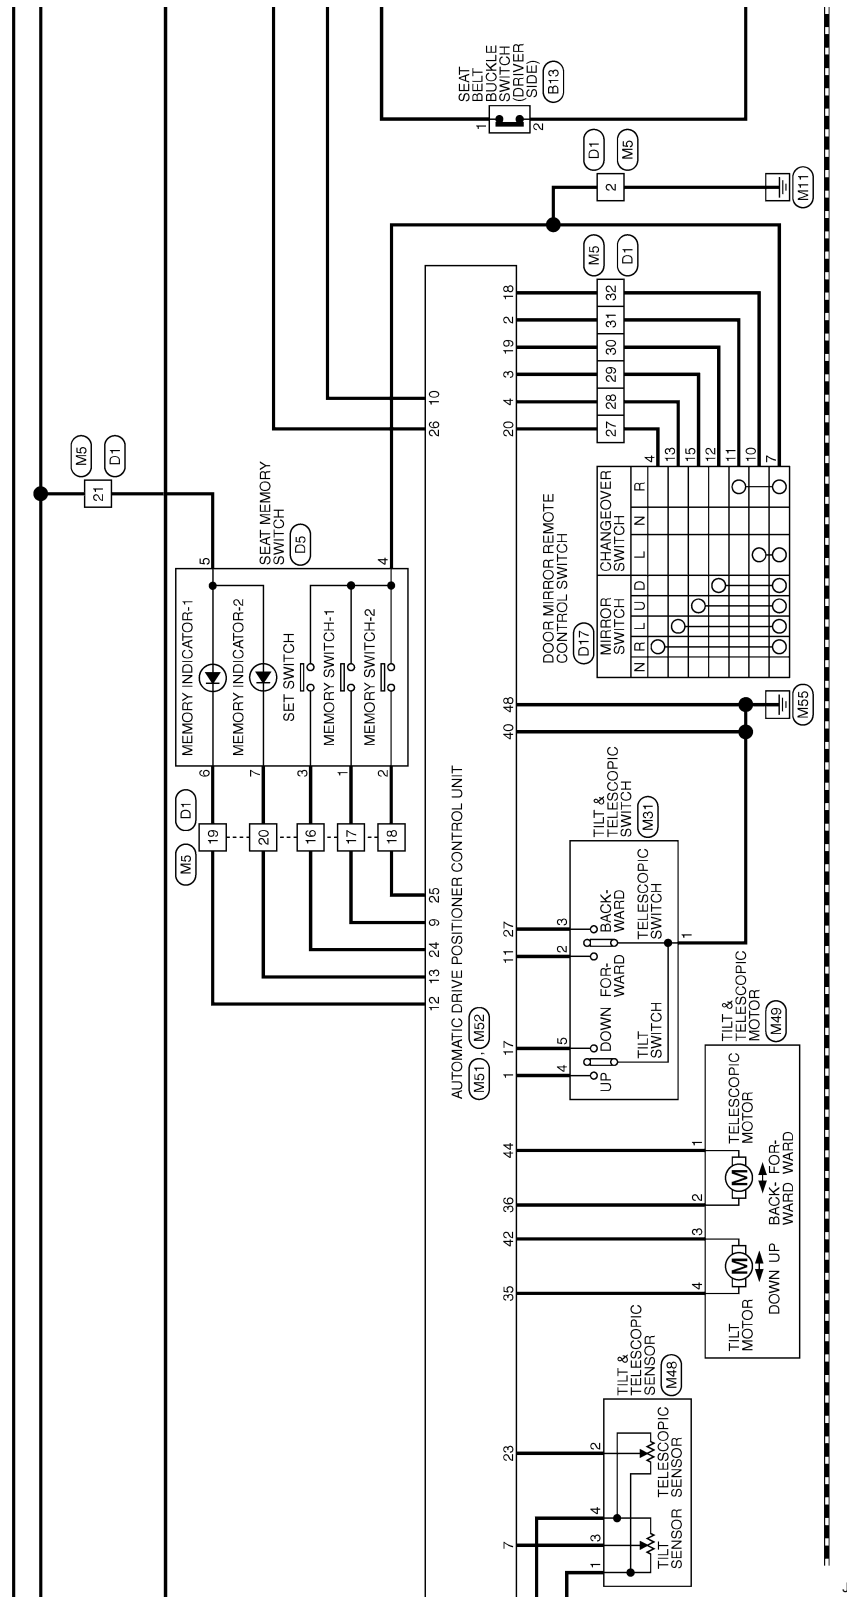 SEAT
BELT
BUCKLE
SWITCH
(DRIVER
SIDE)
B13
1
2
D1
M5
2
M11
M5
D1
18
32
2
31
19
30
3
29
4
28
20
27
10
26
M5
D1
21
SEAT MEMORY
SWITCH
D5
5
4
MEMORY INDICATOR-1
MEMORY INDICATOR-2
SET SWITCH
MEMORY SWITCH-1
MEMORY SWITCH-2
6
7
3
1
2
M5
D1
19
20
16
17
18
25
9
24
13
12
AUTOMATIC DRIVE POSITIONER CONTROL UNIT
M51 , M52
DOOR MIRROR REMOTE
CONTROL SWITCH
D17
4
13
15
12
11
10
7
MIRROR
SWITCH
CHANGEOVER
SWITCH
N R L U D L N R
48
40
M55
TILT &
TELESCOPIC
SWITCH
M31
27
3
11
2
17
5
1
4
BACK-
WARD
FOR-
WARD
TELESCOPIC
SWITCH
DOWN
UP
TILT
SWITCH
1
TILT &
TELESCOPIC
MOTOR
M49
44
1
36
2
42
3
35
4
TELESCOPIC
MOTOR
M
BACK-
WARD
FOR-
WARD
M
DOWN UP
TILT
MOTOR
TILT &
TELESCOPIC
SENSOR
M48
23
2
4
7
3
1
TELESCOPIC
SENSOR
TILT
SENSOR
J